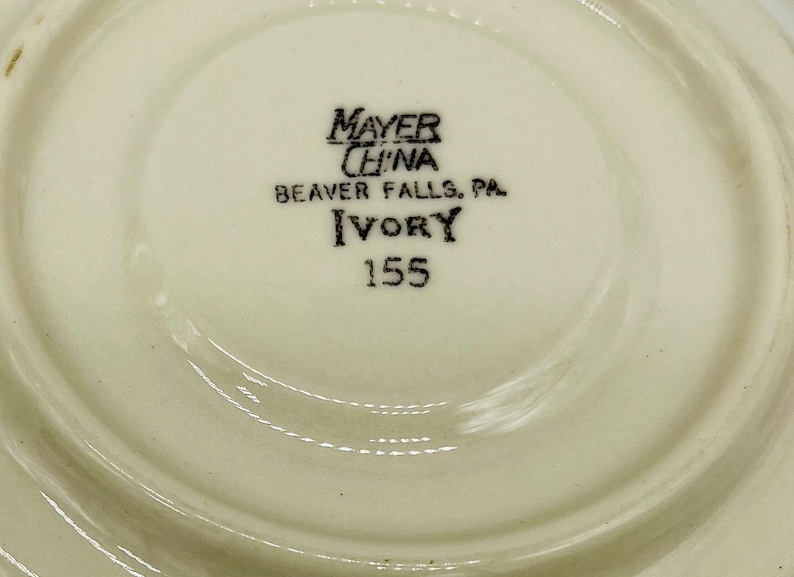 MAYER
CHINA
BEAVER FALLS. PA.
IVORY
155